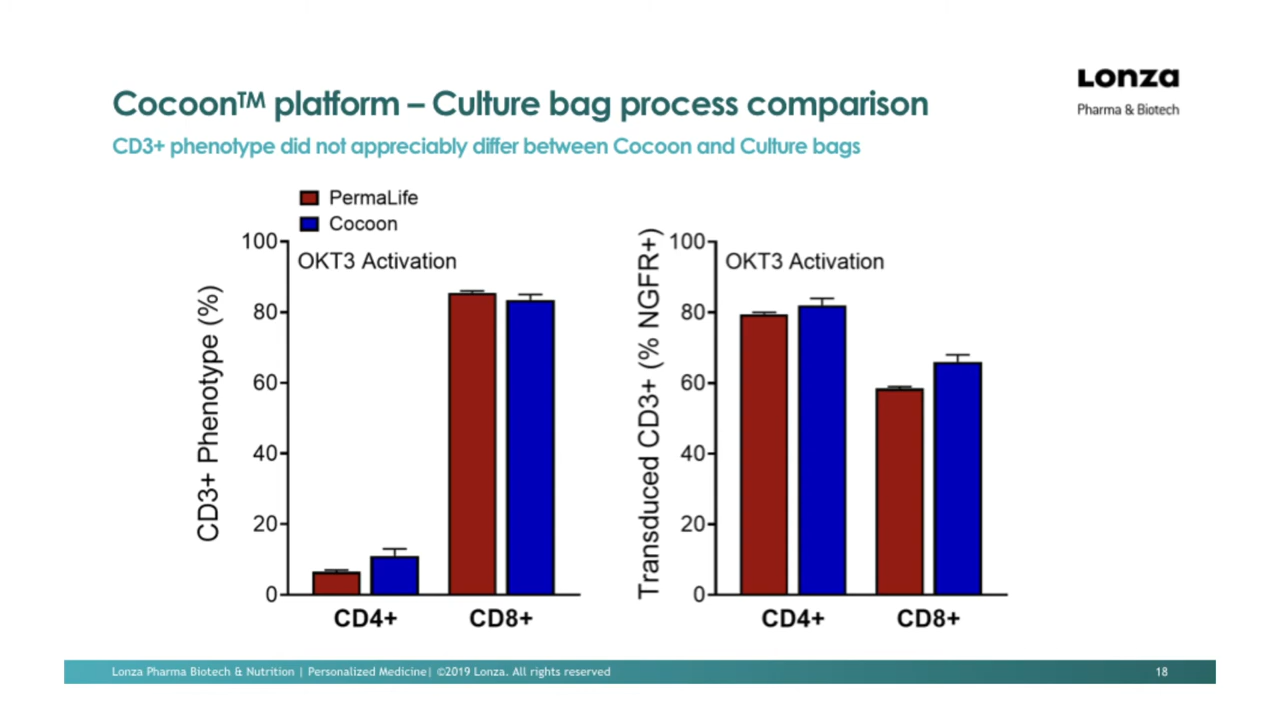 Lonza
Pharma & Biotech
Cocoon™ platform – Culture bag process comparison
CD3+ phenotype did not appreciably differ between Cocoon and Culture bags
PermaLife
Cocoon
OKT3 Activation
CD3+ Phenotype (%)
100
80
60
40
20
0
CD4+
CD8+
OKT3 Activation
Transduced CD3+ (% NGFR+)
100
80
60
40
20
0
CD4+
CD8+
Lonza Pharma Biotech & Nutrition | Personalized Medicine| ©2019 Lonza. All rights reserved
18